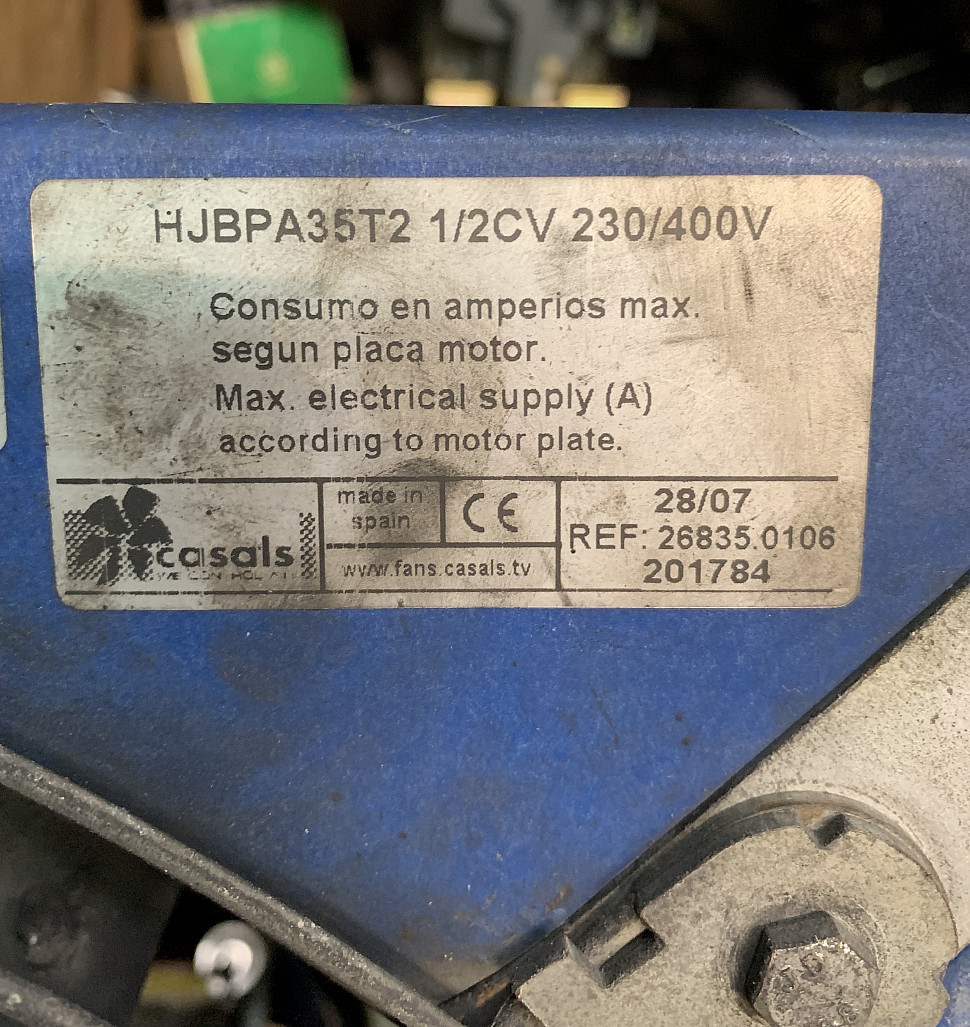 HJBPA35T2 1/2CV 230/400V
Consumo en amperios max.
segun placa motor.
Max. electrical supply (A)
according to motor plate.
casals
made in
spain
CE
www.fans.casals.tv
28/07
REF: 26835.0106
201784